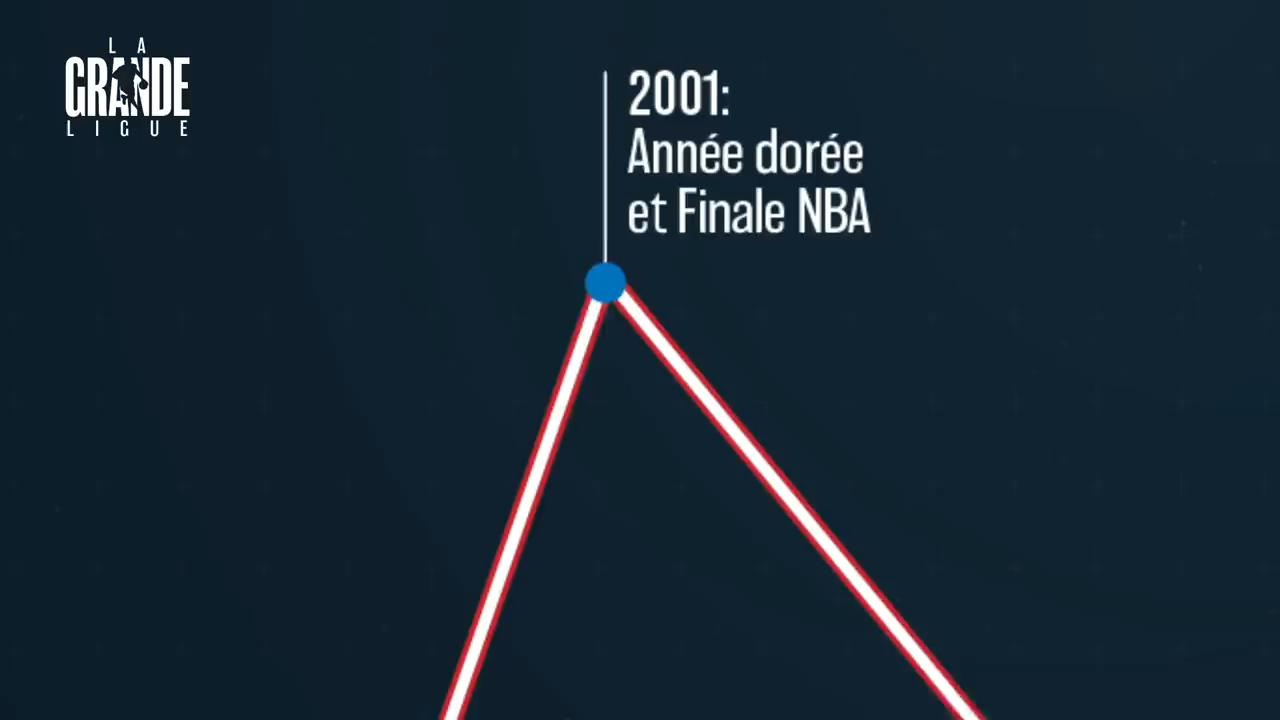 LA
GRANDE
LIGUE
2001:
Année dorée
et Finale NBA